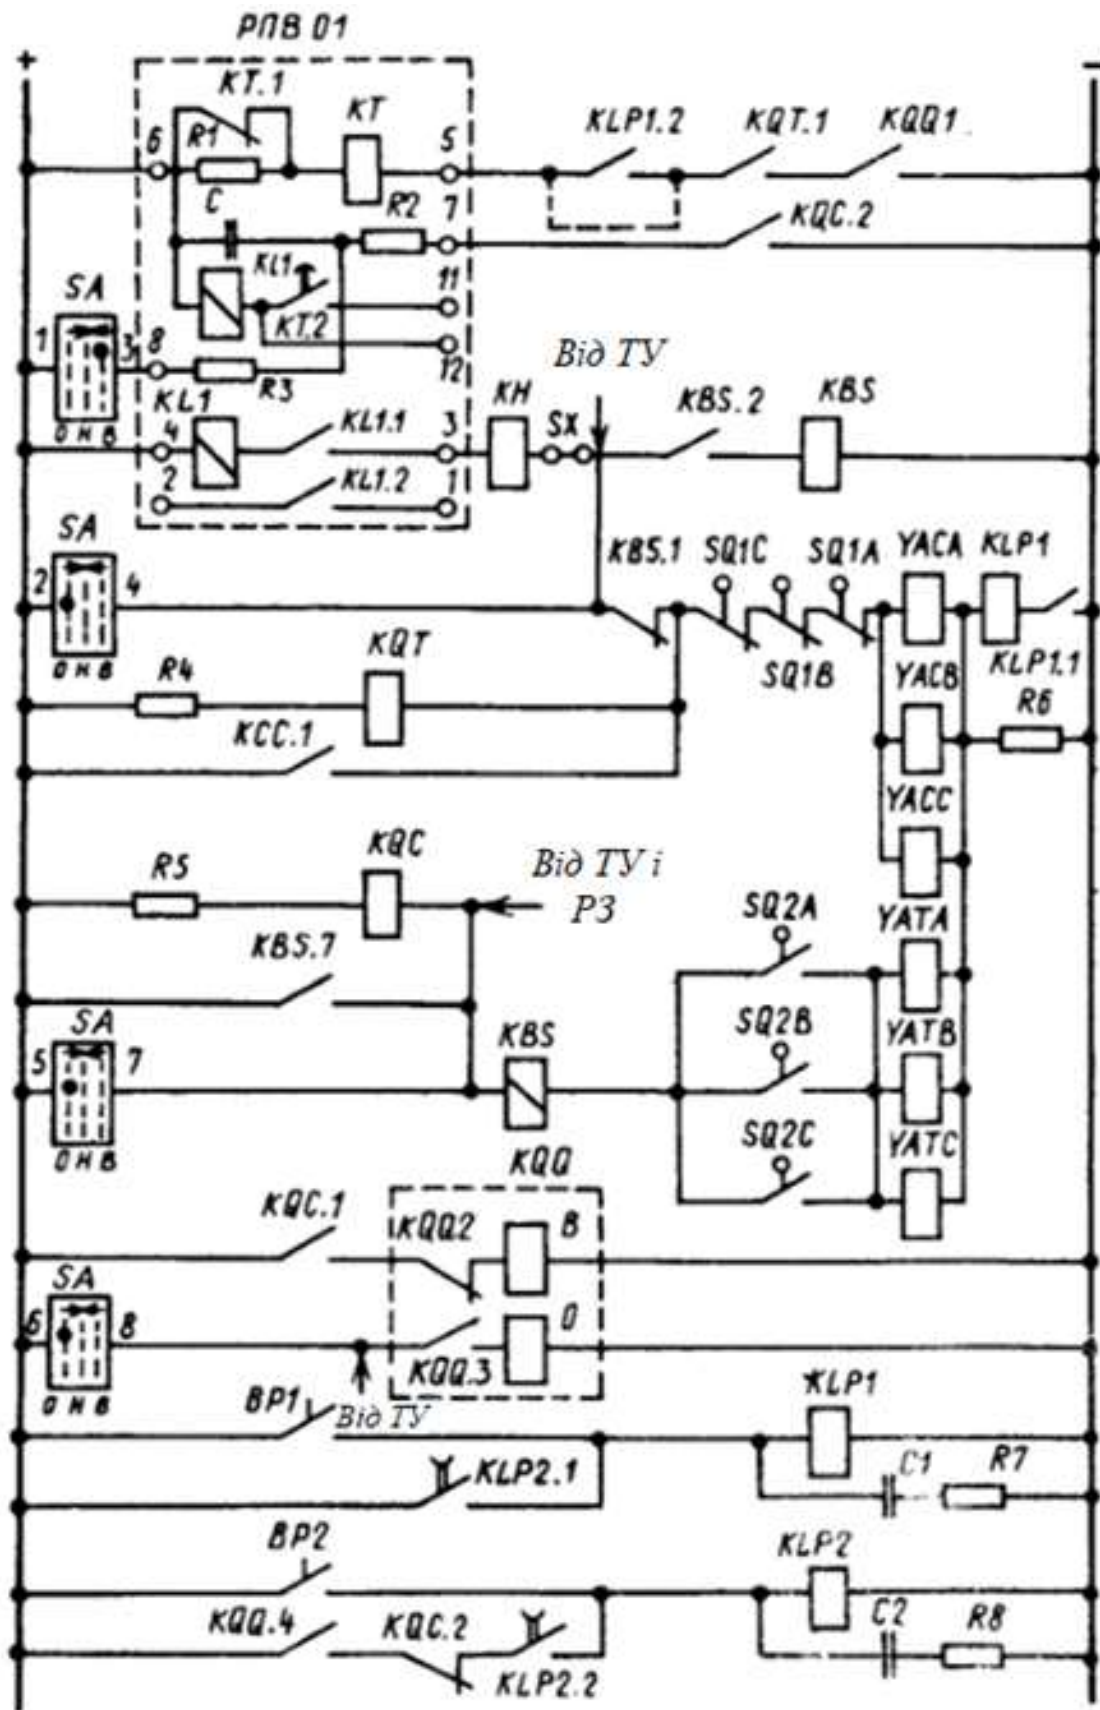 РПВ 01
+
−
KT.1
KT
R1
6
5
KLP1.2
KQT.1
KQQ1
C
R2
7
KQC.2
KL1
11
SA
KT.2
1
3
8
12
Від ТУ
R3
О Н В
KL1
KL1.1
KH
SX
KBS.2
KBS
4
3
2
KL1.2
1
SA
2
4
KBS.1
SQ1C
SQ1A
YACA
KLP1
О Н В
KQT
SQ1B
KLP1.1
R4
YACB
R6
KCC.1
YACC
KQC
Від ТУ і
РЗ
R5
SQ2A
YATA
KBS.7
SA
SQ2B
YATB
5
7
KBS
О Н В
SQ2C
YATC
KQQ
KQC.1
KQQ2
В
SA
О
6
8
KQQ.3
О Н В
BP1
Від ТУ
KLP1
KLP2.1
C1
R7
BP2
KLP2
KQQ.4
KQC.2
C2
R8
KLP2.2